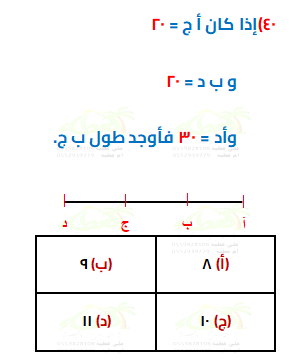 ٤٠)إذا كان أ ج = ٢٠
و ب د = ٢٠
وأد = ٣٠ فأوجد طول ب ج.
أ ب ج د
(أ) ٨ (ب) ٩
(ج) ١٠ (د) ١١